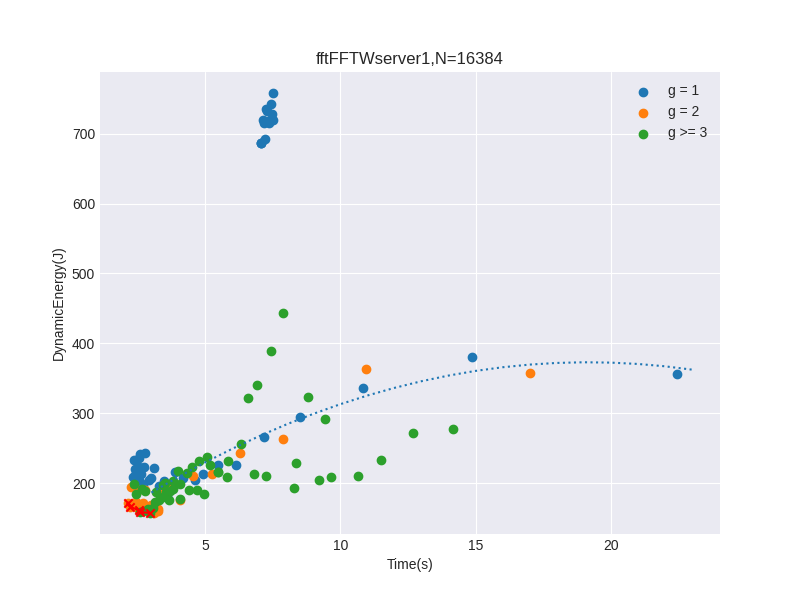 fftFFTWserver1,N=16384
g = 1
g = 2
g >= 3
DynamicEnergy(J)
700
600
500
400
300
200
5
10
15
20
Time(s)